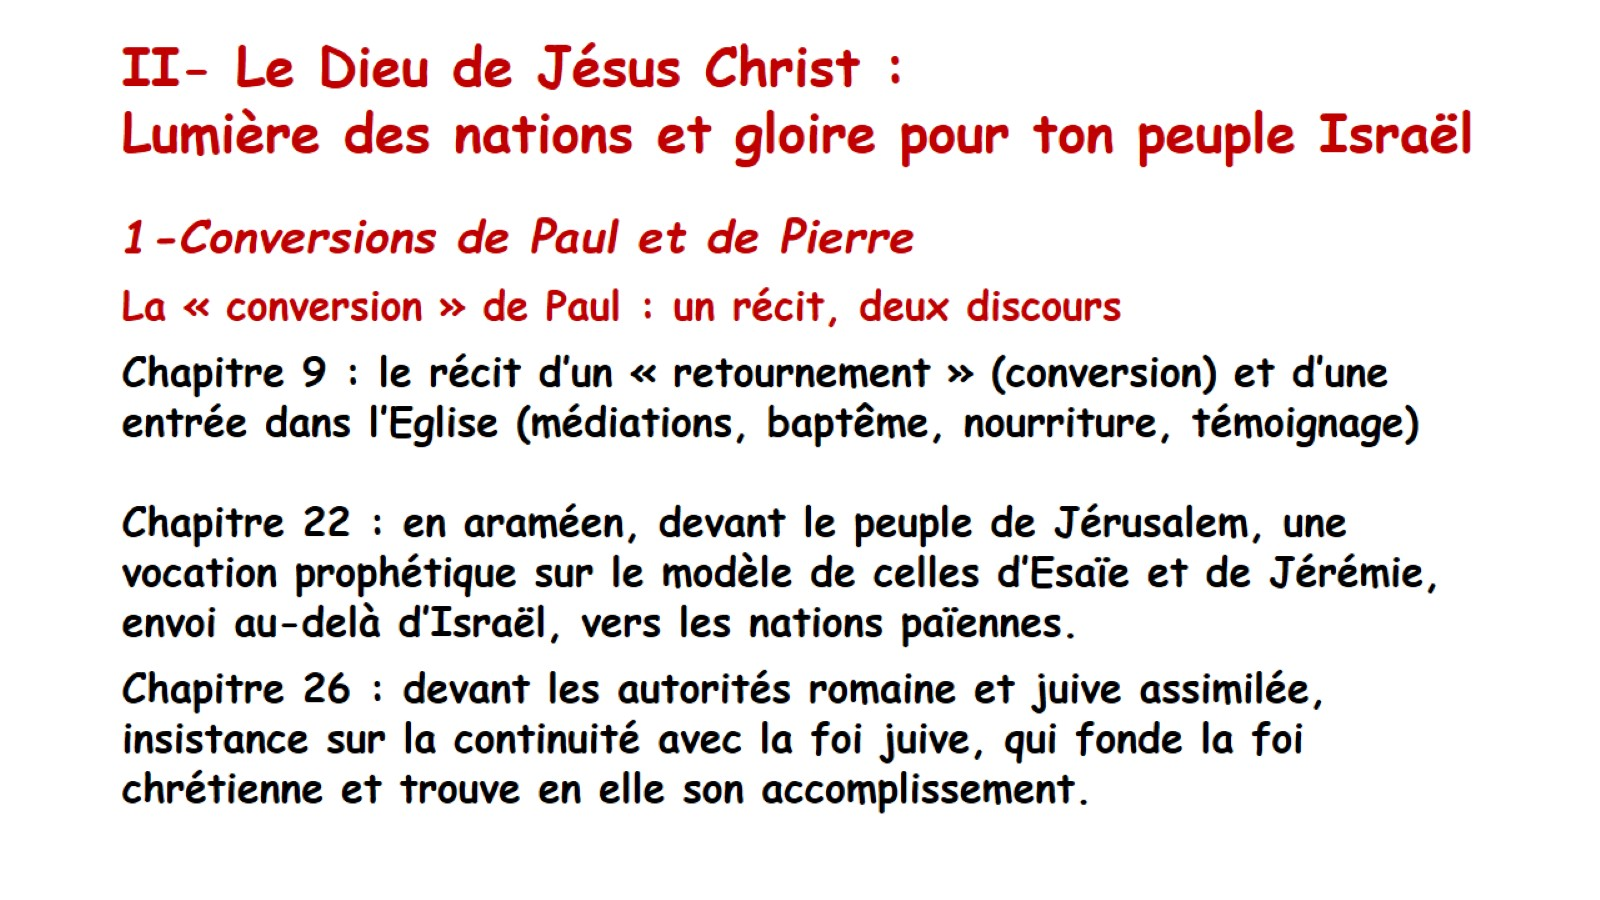 II- Le Dieu de Jésus Christ :
Lumière des nations et gloire pour ton peuple Israël
1-Conversions de Paul et de Pierre
La « conversion » de Paul : un récit, deux discours
Chapitre 9 : le récit d’un « retournement » (conversion) et d’une
entrée dans l’Eglise (médiations, baptême, nourriture, témoignage)
Chapitre 22 : en araméen, devant le peuple de Jérusalem, une
vocation prophétique sur le modèle de celles d’Esaïe et de Jérémie,
envoi au-delà d’Israël, vers les nations païennes.
Chapitre 26 : devant les autorités romaine et juive assimilée,
insistance sur la continuité avec la foi juive, qui fonde la foi
chrétienne et trouve en elle son accomplissement.